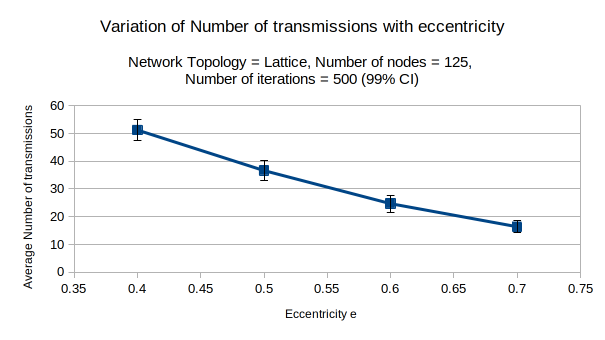 Variation of Number of transmissions with eccentricity
Network Topology = Lattice, Number of nodes = 125,
Number of iterations = 500 (99% CI)
Average Number of transmissions
60
50
40
30
20
10
0
0.35 0.4 0.45 0.5 0.55 0.6 0.65 0.7 0.75
Eccentricity e